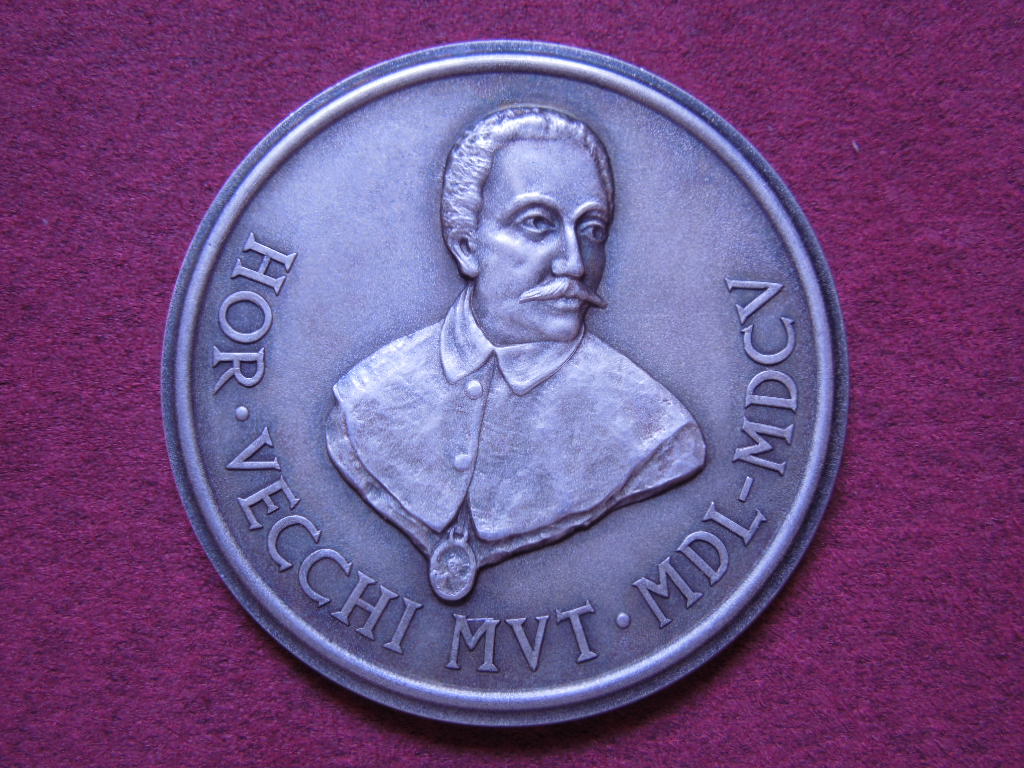 HOR · VECCHI MVT · MDL-MDCV